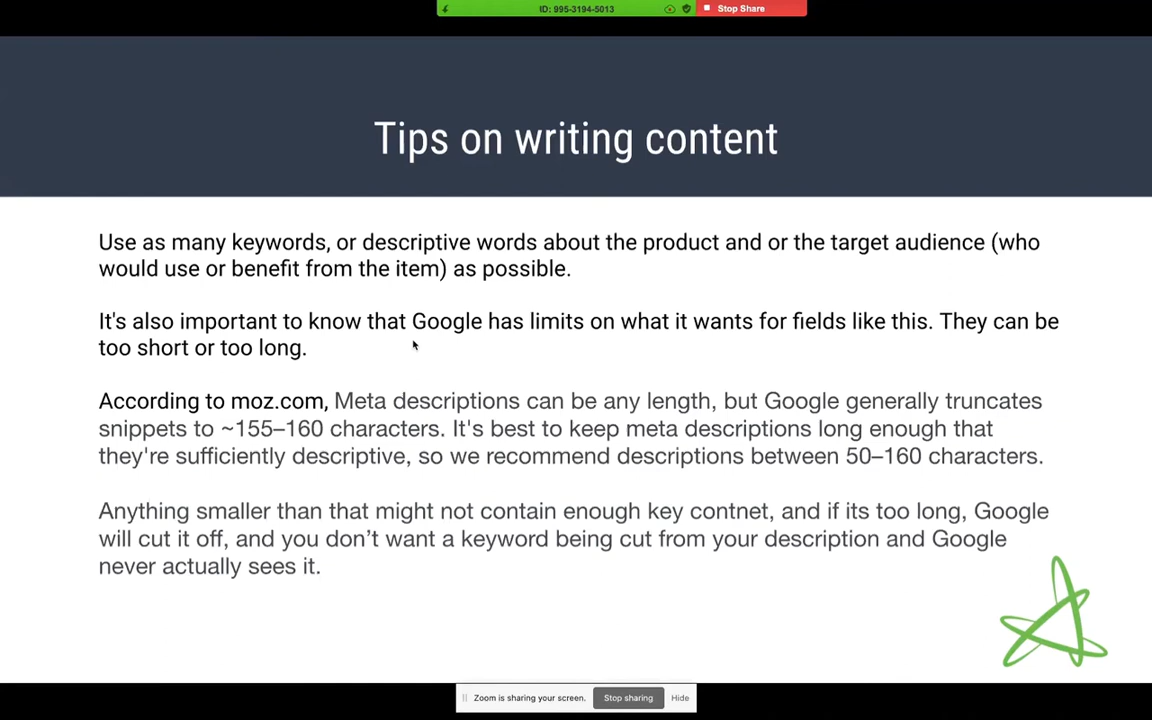 ID: 995-3194-5013
Stop Share
Tips on writing content
Use as many keywords, or descriptive words about the product and or the target audience (who
would use or benefit from the item) as possible.
It's also important to know that Google has limits on what it wants for fields like this. They can be
too short or too long.
According to moz.com, Meta descriptions can be any length, but Google generally truncates
snippets to ~155–160 characters. It's best to keep meta descriptions long enough that
they're sufficiently descriptive, so we recommend descriptions between 50–160 characters.
Anything smaller than that might not contain enough key contnet, and if its too long, Google
will cut it off, and you don’t want a keyword being cut from your description and Google
never actually sees it.
Zoom is sharing your screen. Stop sharing Hide